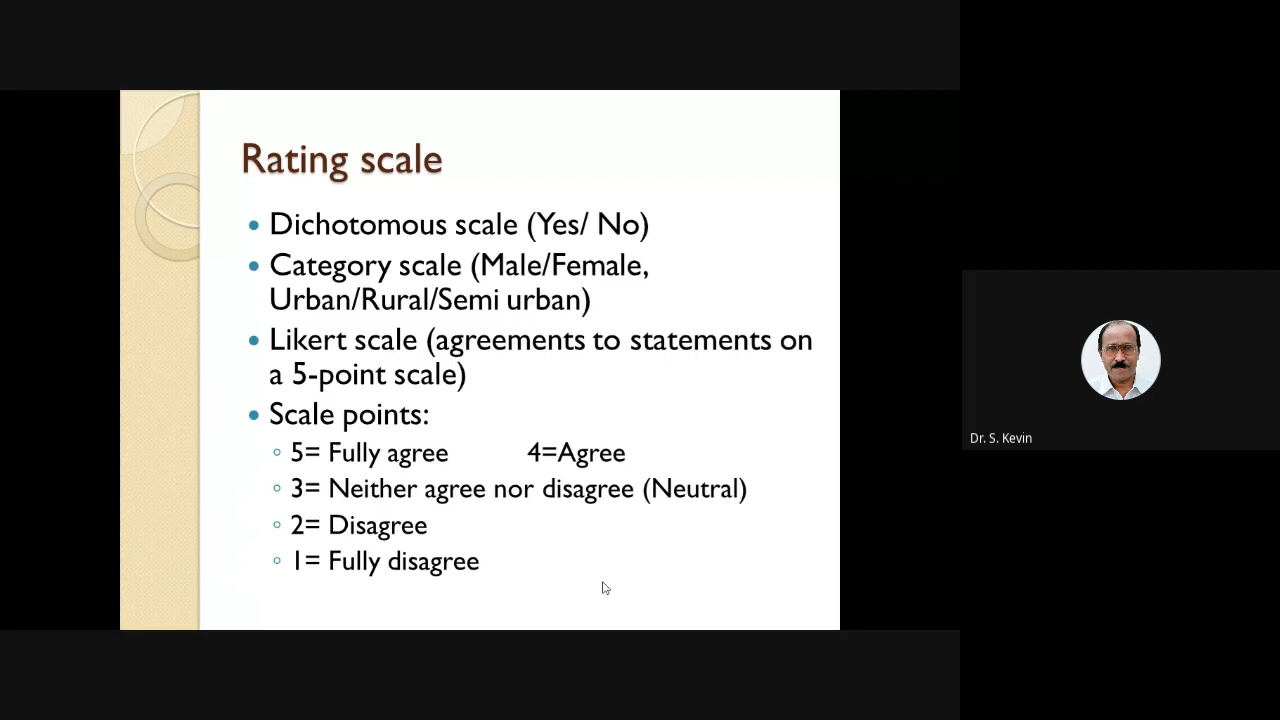 Rating scale
Dichotomous scale (Yes/ No)
Category scale (Male/Female,
Urban/Rural/Semi urban)
Likert scale (agreements to statements on
a 5-point scale)
Scale points:
5= Fully agree 4=Agree
3= Neither agree nor disagree (Neutral)
2= Disagree
1= Fully disagree
Dr. S. Kevin